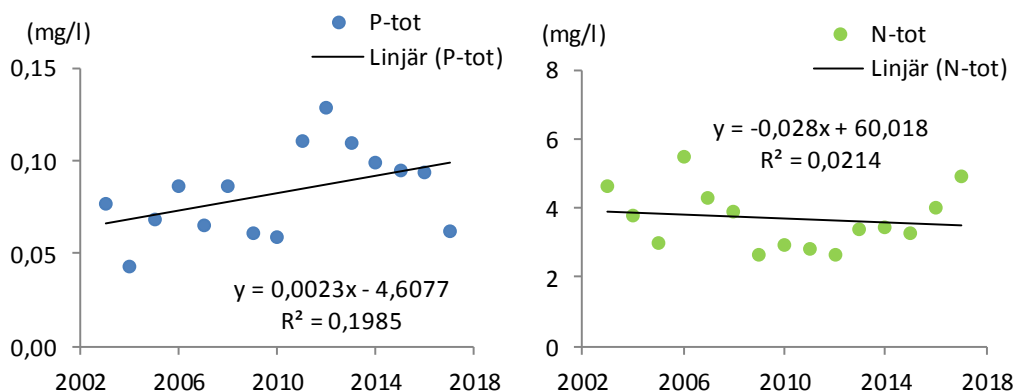 (mg/l)
P-tot
Linjär (P-tot)
0,15
0,10
0,05
0,00
y = 0,0023x - 4,6077
R² = 0,1985
2002 2006 2010 2014 2018
(mg/l)
N-tot
Linjär (N-tot)
8
6
4
2
0
y = -0,028x + 60,018
R² = 0,0214
2002 2006 2010 2014 2018